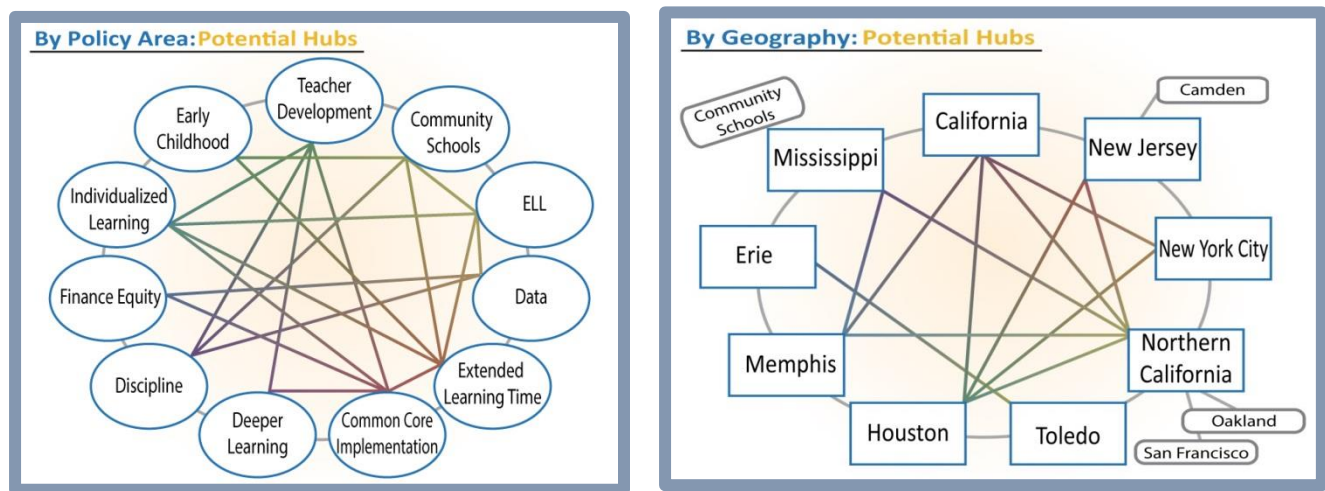 By Policy Area: Potential Hubs
Teacher
Development
Early
Childhood
Community
Schools
Individualized
Learning
ELL
Finance Equity
Data
Discipline
Extended
Learning Time
Deeper
Learning
Common Core
Implementation
By Geography: Potential Hubs
Community
Schools
Camden
California
Mississippi
New Jersey
Erie
New York City
Memphis
Northern
California
Houston
Toledo
Oakland
San Francisco